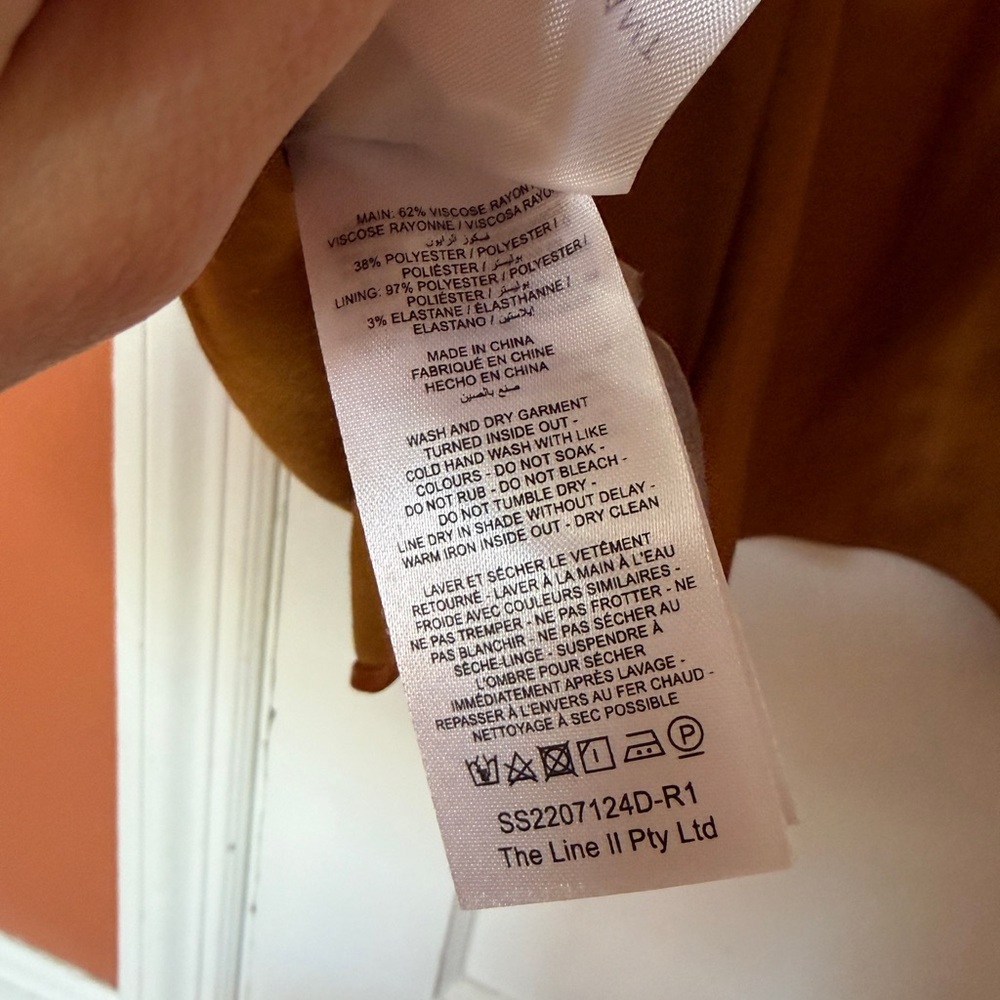 MAIN: 62% VISCOSE RAYON
VISCOSE RAYONNE / VISCOSA RAYO
فسكوز الرايون
38% POLYESTER / POLYESTER /
POLIÉSTER / بوليستر
LINING: 97% POLYESTER / POLYESTER /
POLIÉSTER / بوليستر
3% ELASTANE / ÉLASTHANNE /
ELASTANO / إيلاستين
MADE IN CHINA
FABRIQUÉ EN CHINE
HECHO EN CHINA
صنع بالصين
WASH AND DRY GARMENT
TURNED INSIDE OUT -
COLD HAND WASH WITH LIKE
COLOURS - DO NOT SOAK -
DO NOT RUB - DO NOT BLEACH -
DO NOT TUMBLE DRY -
LINE DRY IN SHADE WITHOUT DELAY -
WARM IRON INSIDE OUT - DRY CLEAN
LAVER ET SÉCHER LE VETÊMENT
RETOURNÉ - LAVER À LA MAIN À L'EAU
FROIDE AVEC COULEURS SIMILAIRES -
NE PAS TREMPER - NE PAS FROTTER - NE
PAS BLANCHIR - NE PAS SÉCHER AU
SÈCHE-LINGE - SUSPENDRE À
L'OMBRE POUR SÉCHER
IMMÉDIATEMENT APRÈS LAVAGE -
REPASSER À L'ENVERS AU FER CHAUD -
NETTOYAGE À SEC POSSIBLE
P
SS2207124D-R1
The Line II Pty Ltd